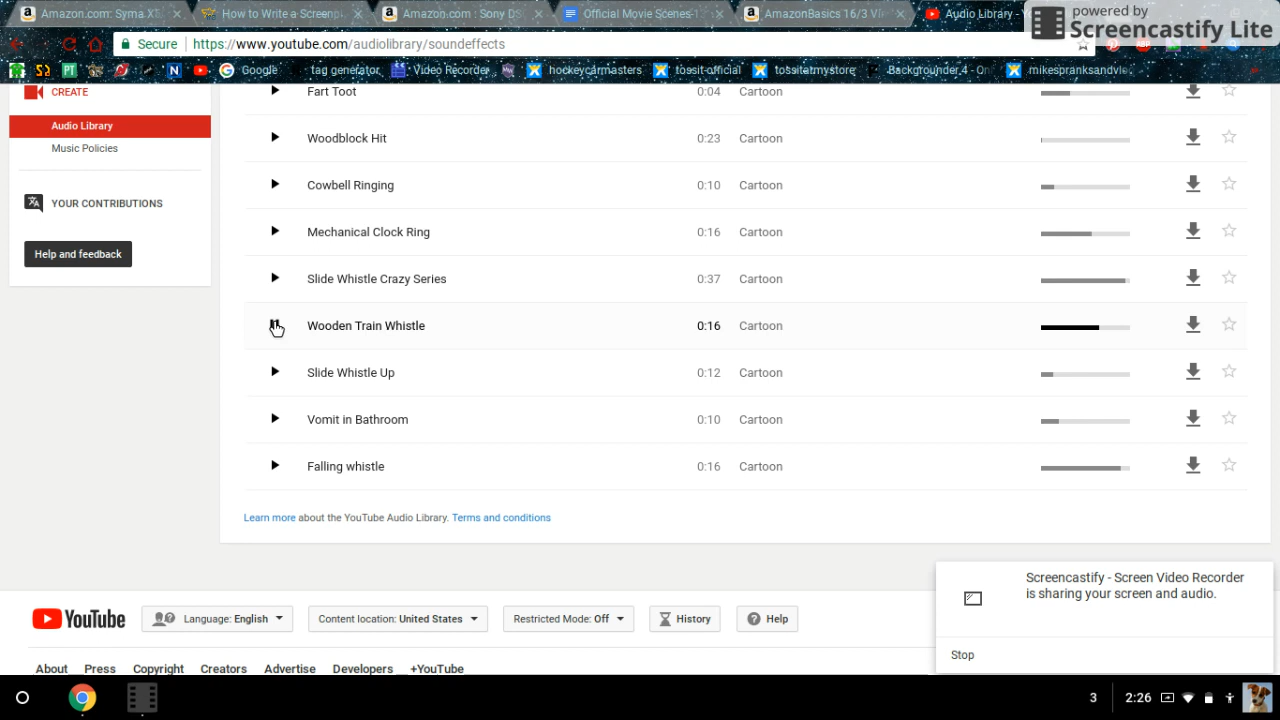 Amazon.com: Syma X5
How to Write a Screenp
Amazon.com : Sony DS
Official Movie Scenes-1
AmazonBasics 16/3 Vi
Audio Library - Y
powered by
Screencastify Lite
Secure https://www.youtube.com/audiolibrary/soundeffects
Google tag generator Video Recorder hockeycarmasters tossit-official tossitatmystore Backgrounder 4 - On mikespranksandvi
CREATE
Audio Library
Music Policies
YOUR CONTRIBUTIONS
Help and feedback
Fart Toot 0:04 Cartoon
Woodblock Hit 0:23 Cartoon
Cowbell Ringing 0:10 Cartoon
Mechanical Clock Ring 0:16 Cartoon
Slide Whistle Crazy Series 0:37 Cartoon
Wooden Train Whistle 0:16 Cartoon
Slide Whistle Up 0:12 Cartoon
Vomit in Bathroom 0:10 Cartoon
Falling whistle 0:16 Cartoon
Learn more about the YouTube Audio Library. Terms and conditions
Screencastify - Screen Video Recorder
is sharing your screen and audio.
Stop
YouTube Language: English Content location: United States Restricted Mode: Off History Help
About Press Copyright Creators Advertise Developers +YouTube
3 2:26